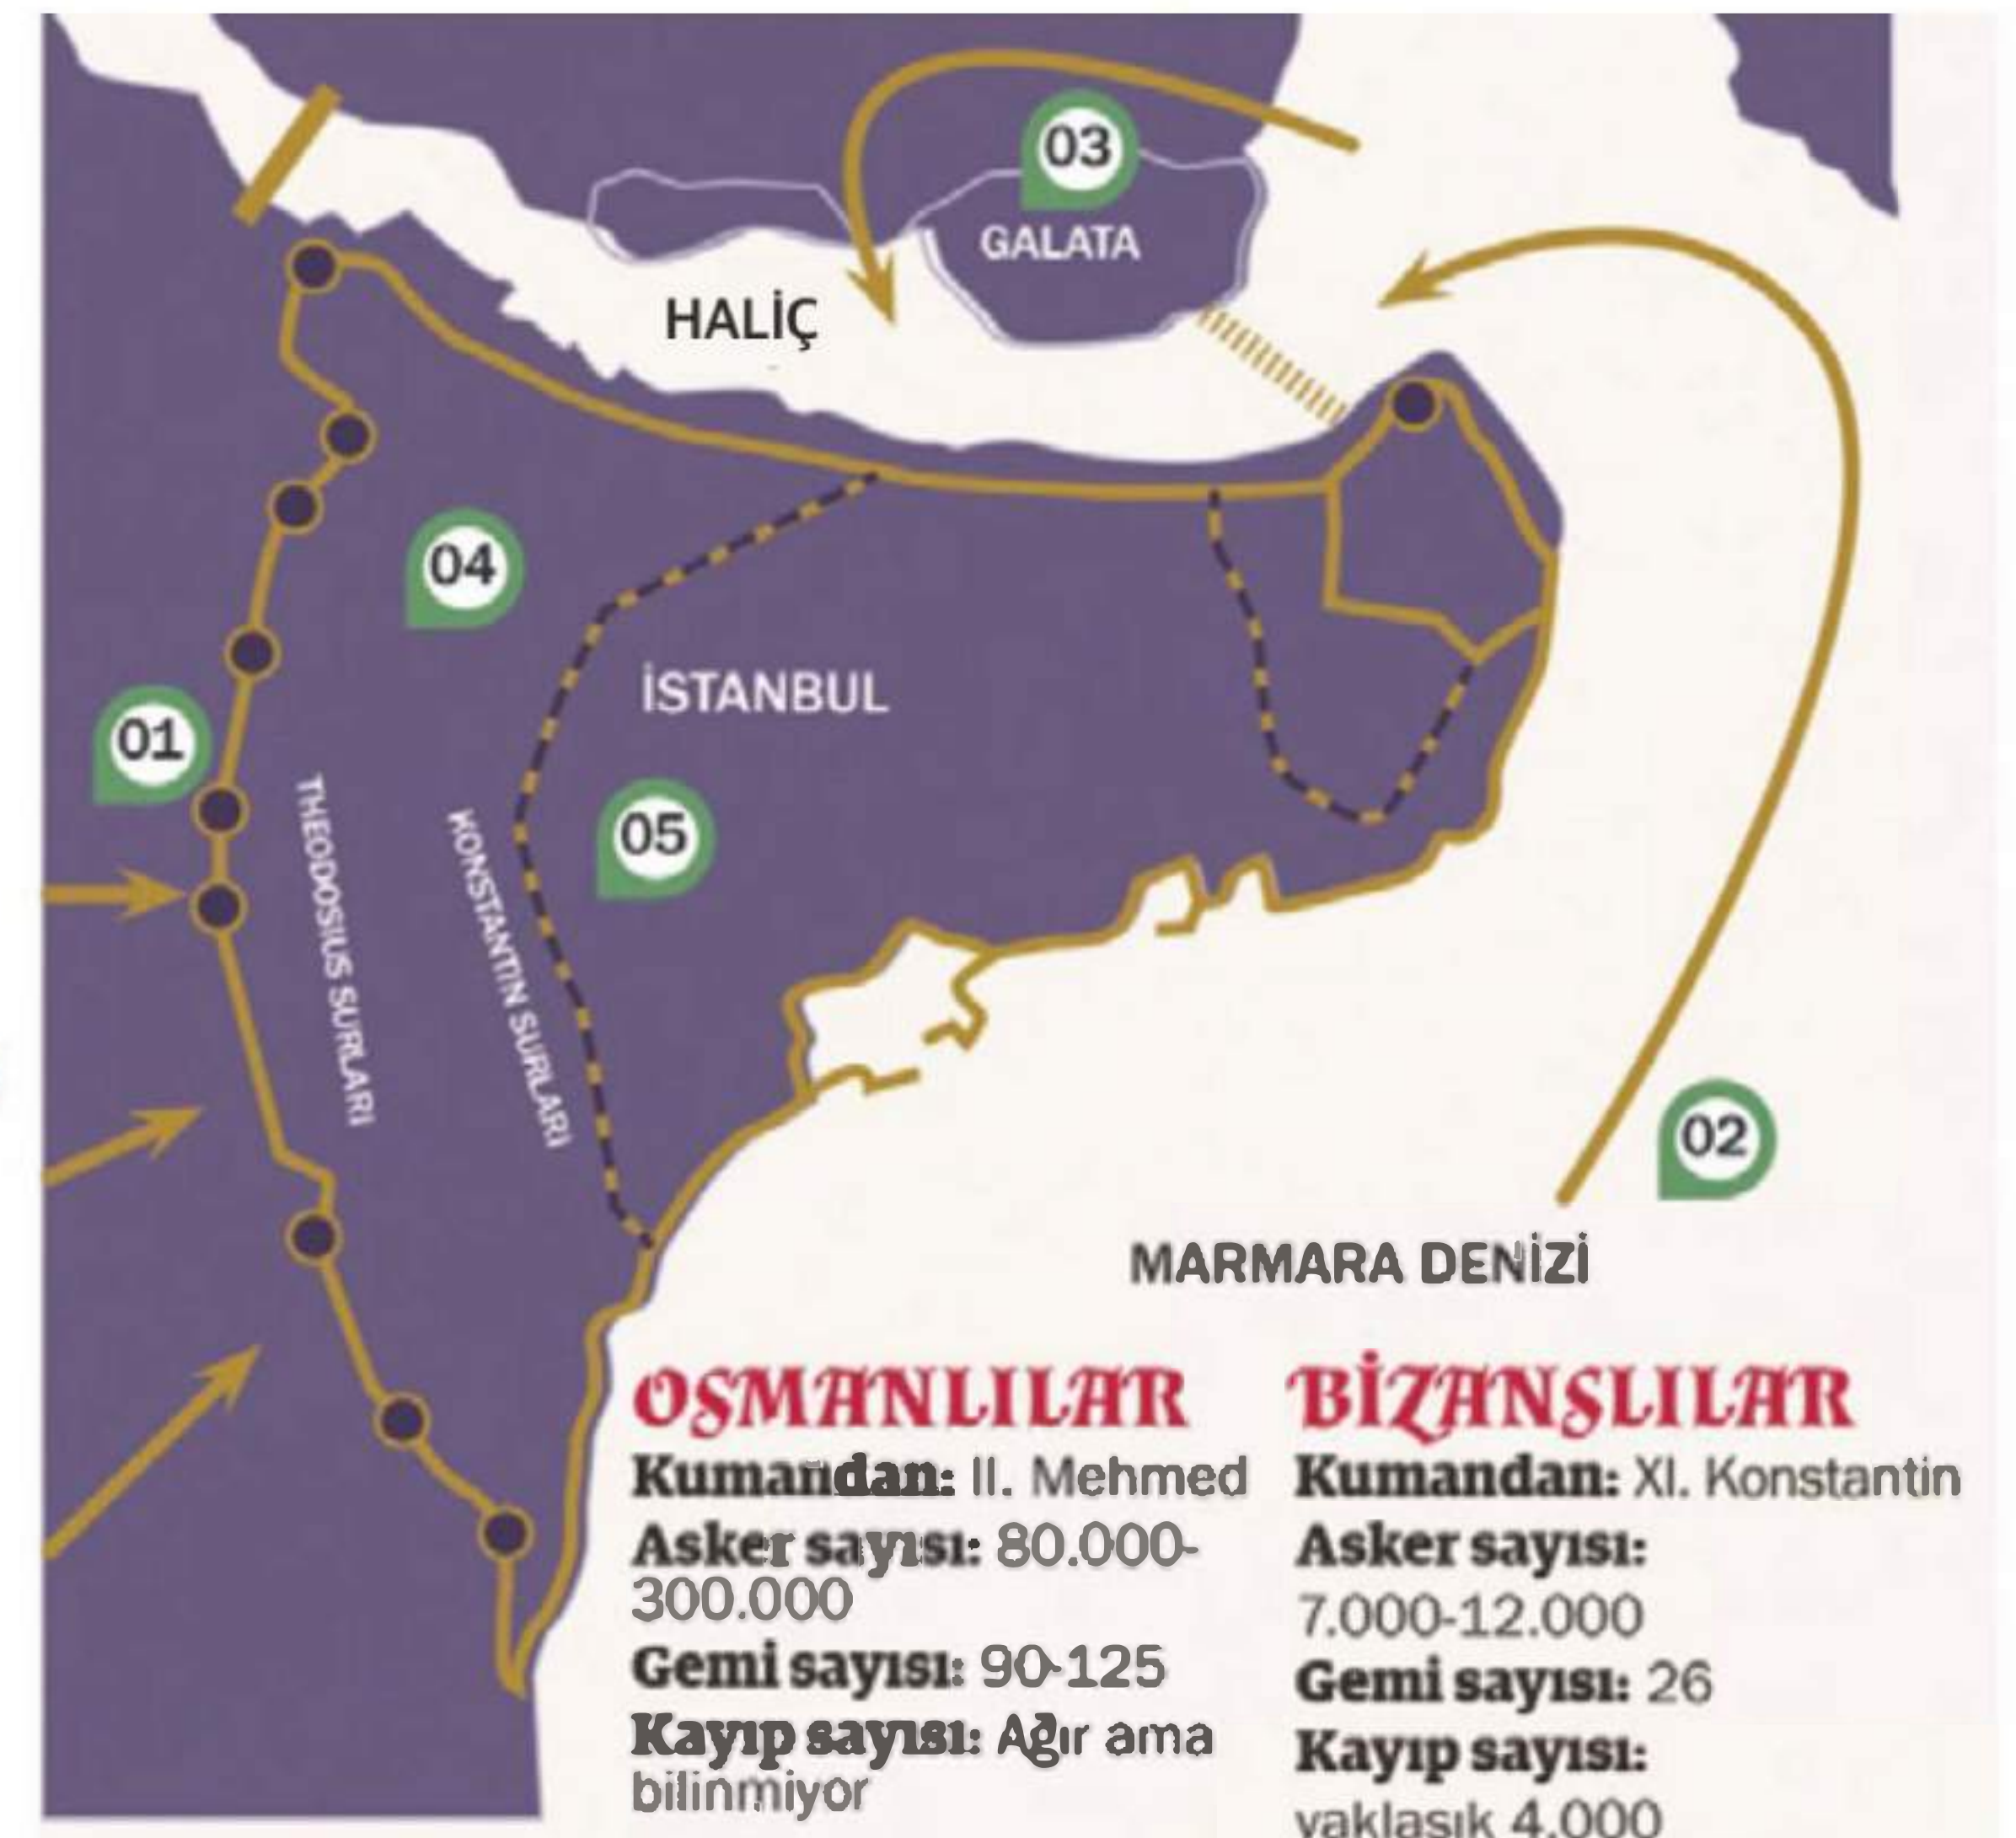 03
GALATA
HALİÇ
04
İSTANBUL
01
THEODOSIUS SURLARI
KONSTANTİN SURLARI
05
02
MARMARA DENİZİ
OSMANLILAR
Kumandan: II. Mehmed
Asker sayısı: 80.000-
300.000
Gemi sayısı: 90-125
Kayıp sayısı: Ağır ama
bilinmiyor
BİZANSLILAR
Kumandan: XI. Konstantin
Asker sayısı:
7.000-12.000
Gemi sayısı: 26
Kayıp sayısı:
yaklaşık 4.000